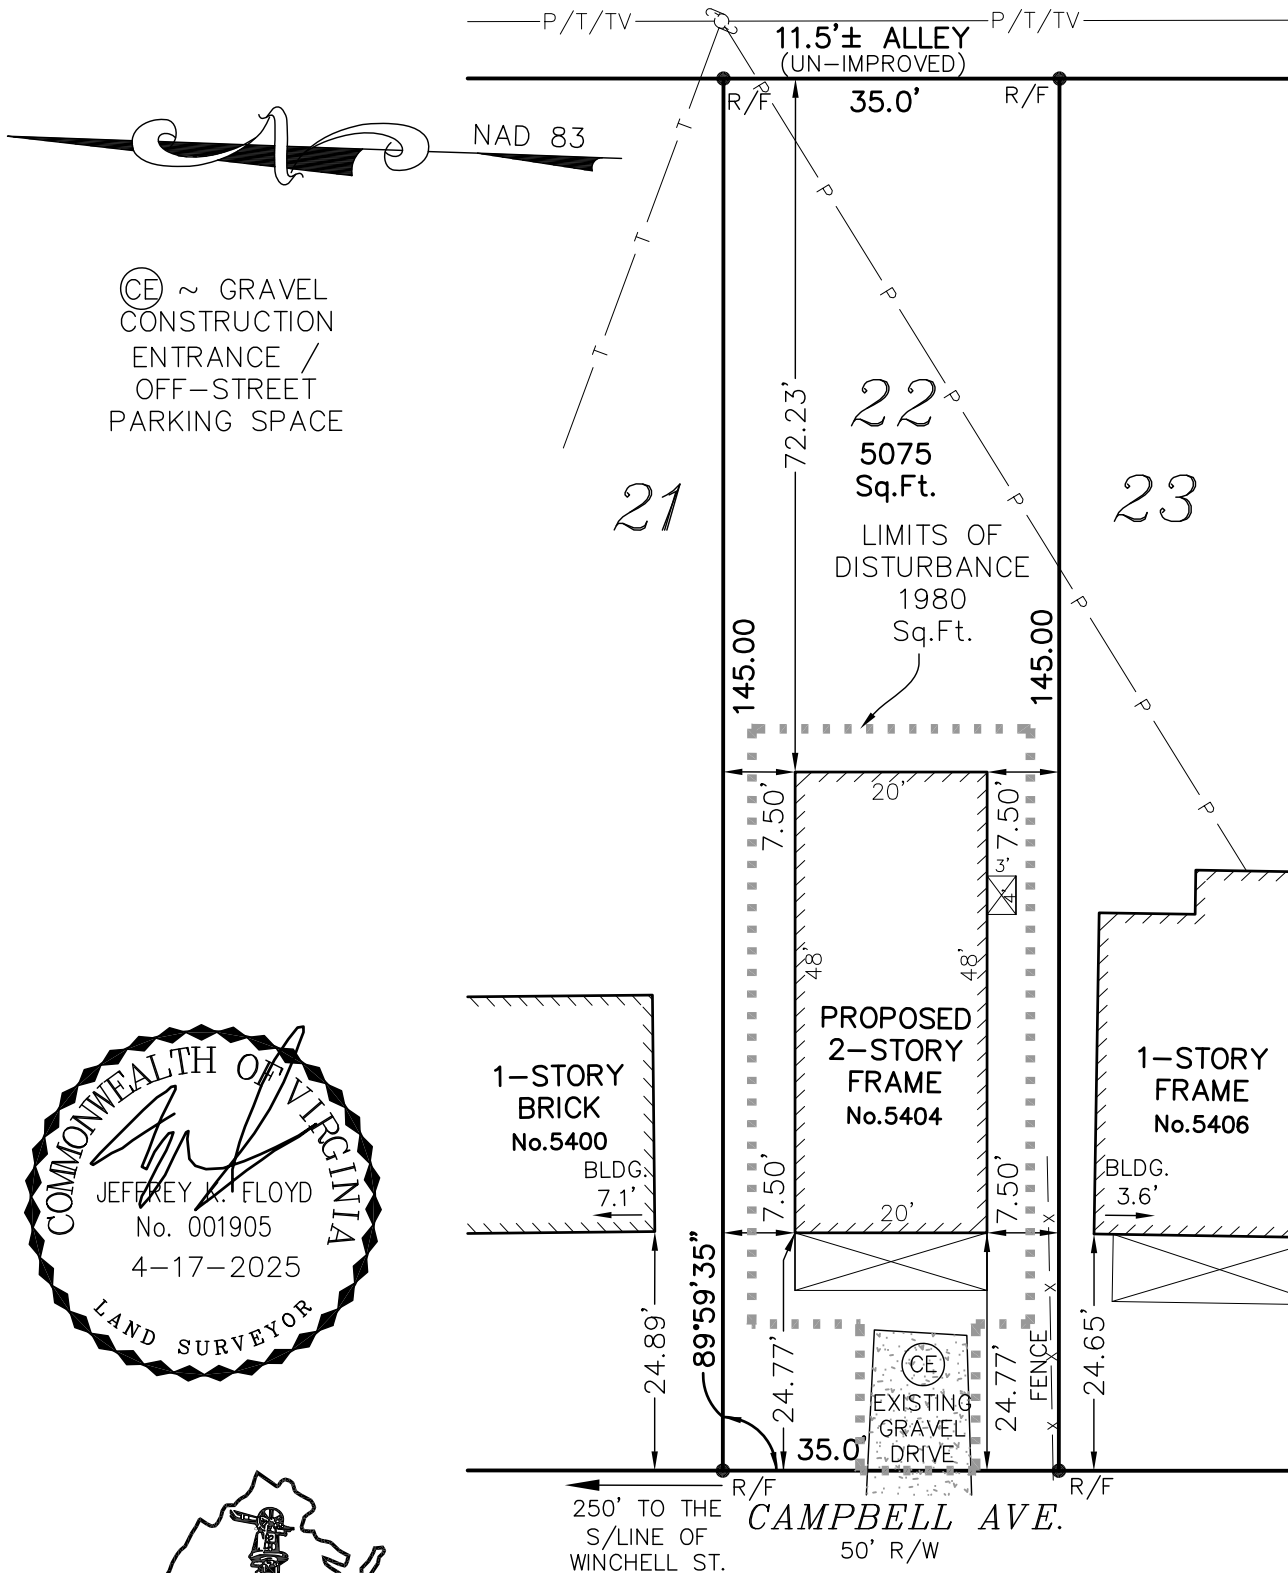 P/T/TV
P/T/TV
11.5'± ALLEY
(UN-IMPROVED)
R/F
35.0'
R/F
NAD 83
P
T
P
T
P
T
P
P
P
P
P
CE ~ GRAVEL
CONSTRUCTION
ENTRANCE /
OFF-STREET
PARKING SPACE
72.23'
22
5075
Sq.Ft.
21
23
LIMITS OF
DISTURBANCE
1980
Sq.Ft.
145.00
145.00
20'
7.50'
7.50'
3'
4'
48'
48'
PROPOSED
2-STORY
FRAME
No.5404
1-STORY
BRICK
No.5400
BLDG.
7.1'
1-STORY
FRAME
No.5406
BLDG.
3.6'
7.50'
20'
7.50'
COMMONWEALTH OF VIRGINIA
JEFFREY K. FLOYD
No. 001905
4-17-2025
LAND SURVEYOR
24.89'
89°59'35"
24.77'
CE
EXISTING
GRAVEL
DRIVE
24.77'
FENCE
x
x
x
x
24.65'
35.0'
R/F
R/F
250' TO THE
S/LINE OF
WINCHELL ST.
CAMPBELL AVE.
50' R/W